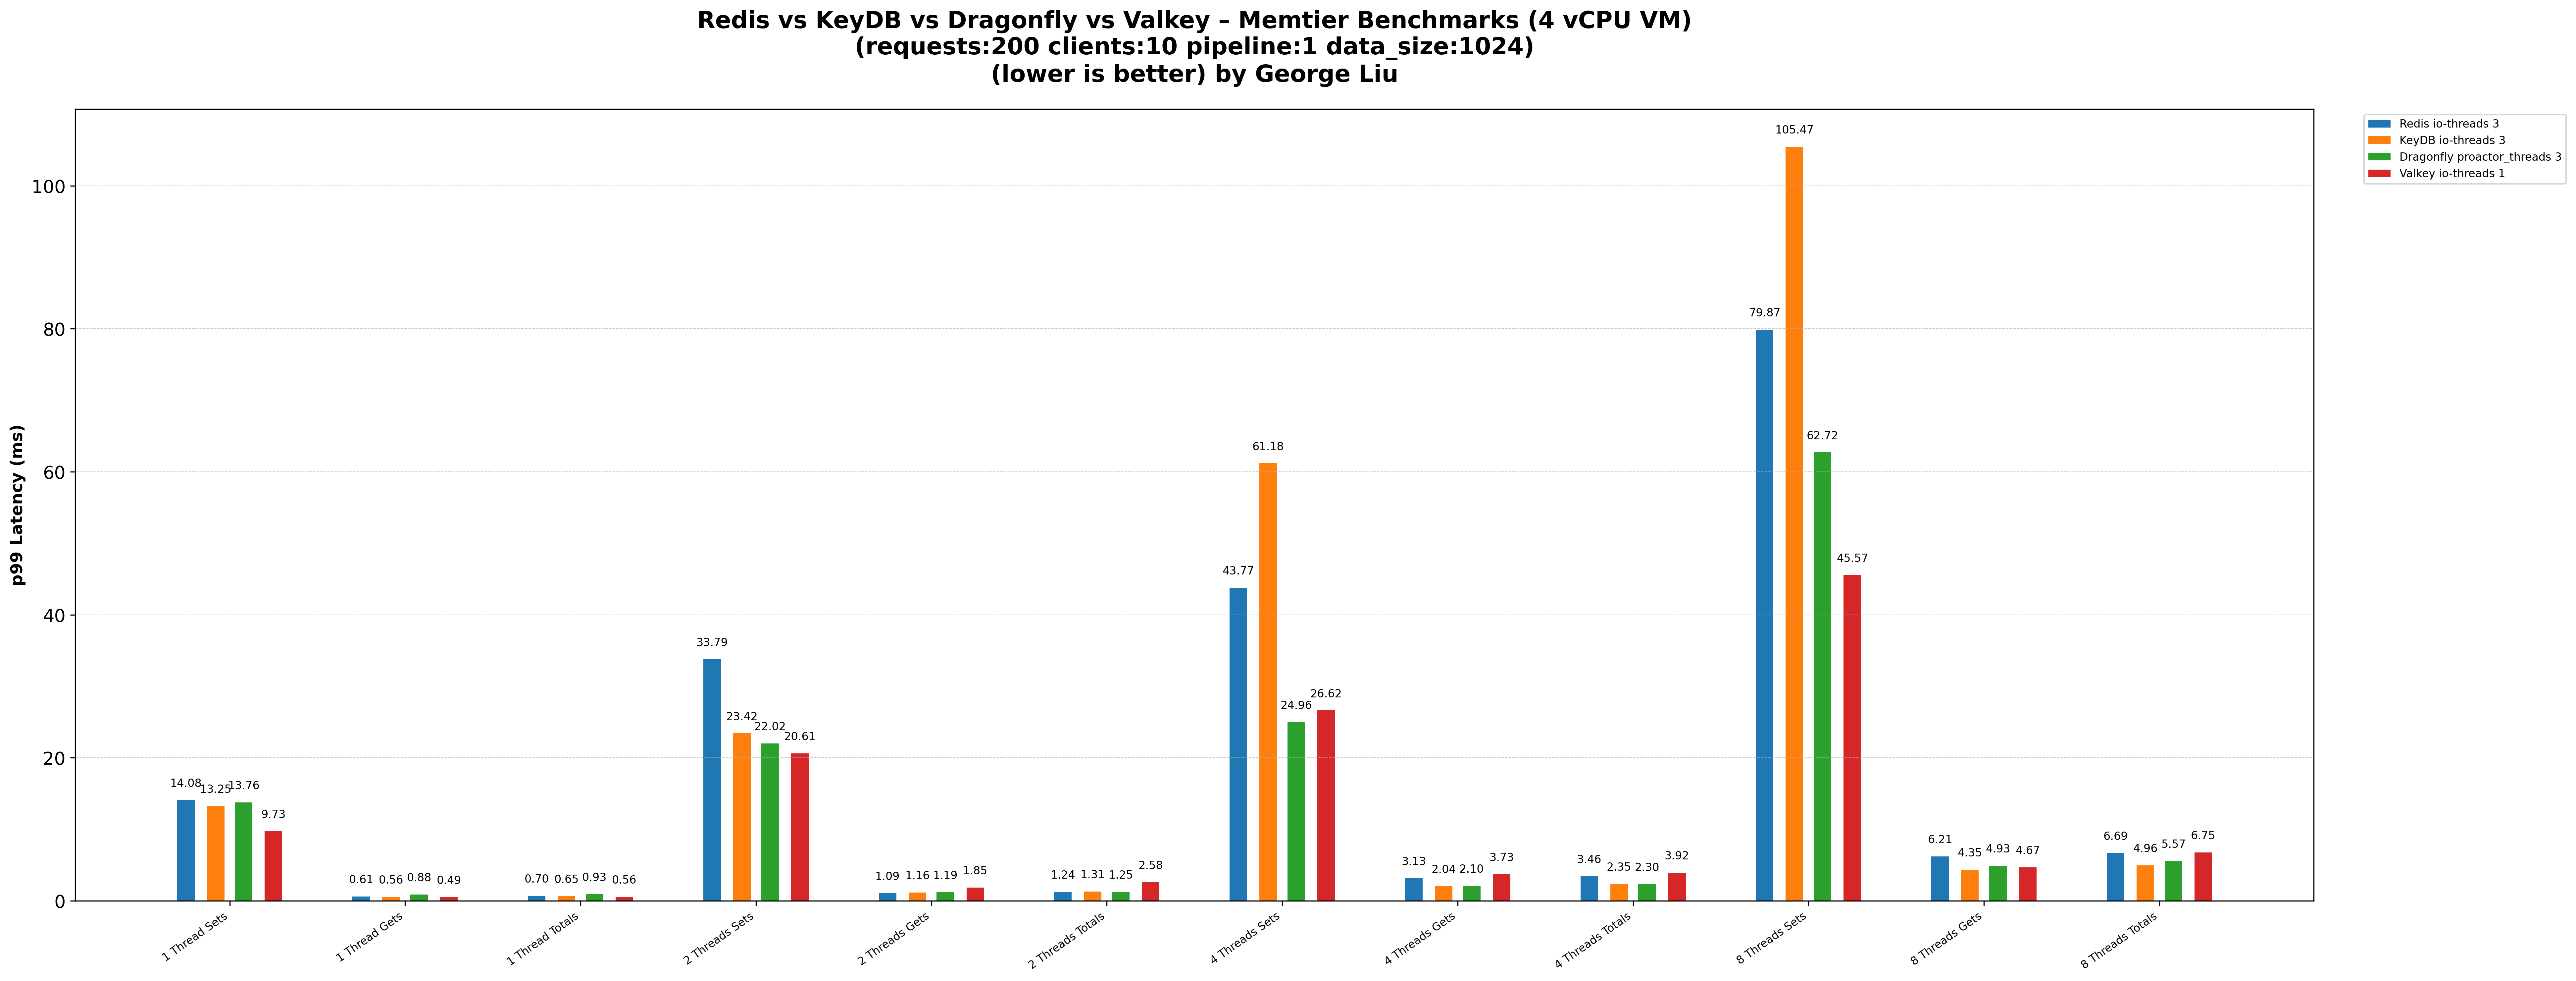 Redis vs KeyDB vs Dragonfly vs Valkey – Memtier Benchmarks (4 vCPU VM)
(requests:200 clients:10 pipeline:1 data_size:1024)
(lower is better) by George Liu
Redis io-threads 3
KeyDB io-threads 3
Dragonfly proactor_threads 3
Valkey io-threads 1
p99 Latency (ms)
100
80
60
40
20
0
14.08
13.25
13.76
9.73
0.61
0.56
0.88
0.49
0.70
0.65
0.93
0.56
33.79
23.42
22.02
20.61
1.09
1.16
1.19
1.85
1.24
1.31
1.25
2.58
43.77
61.18
24.96
26.62
3.13
2.04
2.10
3.73
3.46
2.35
2.30
3.92
79.87
105.47
62.72
45.57
6.21
4.35
4.93
4.67
6.69
4.96
5.57
6.75
1 Thread Sets
1 Thread Gets
1 Thread Totals
2 Threads Sets
2 Threads Gets
2 Threads Totals
4 Threads Sets
4 Threads Gets
4 Threads Totals
8 Threads Sets
8 Threads Gets
8 Threads Totals